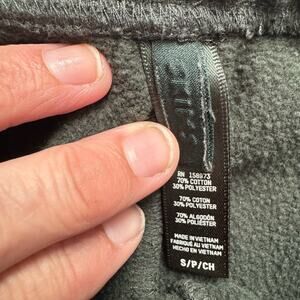 SKIMS
RN 158973
70% COTTON
30% POLYESTER
70% COTON
30% POLYESTER
70% ALGODÓN
30% POLIÉSTER
MADE IN VIETNAM
FABRIQUÉ AU VIETNAM
HECHO EN VIETNAM
S/P/CH